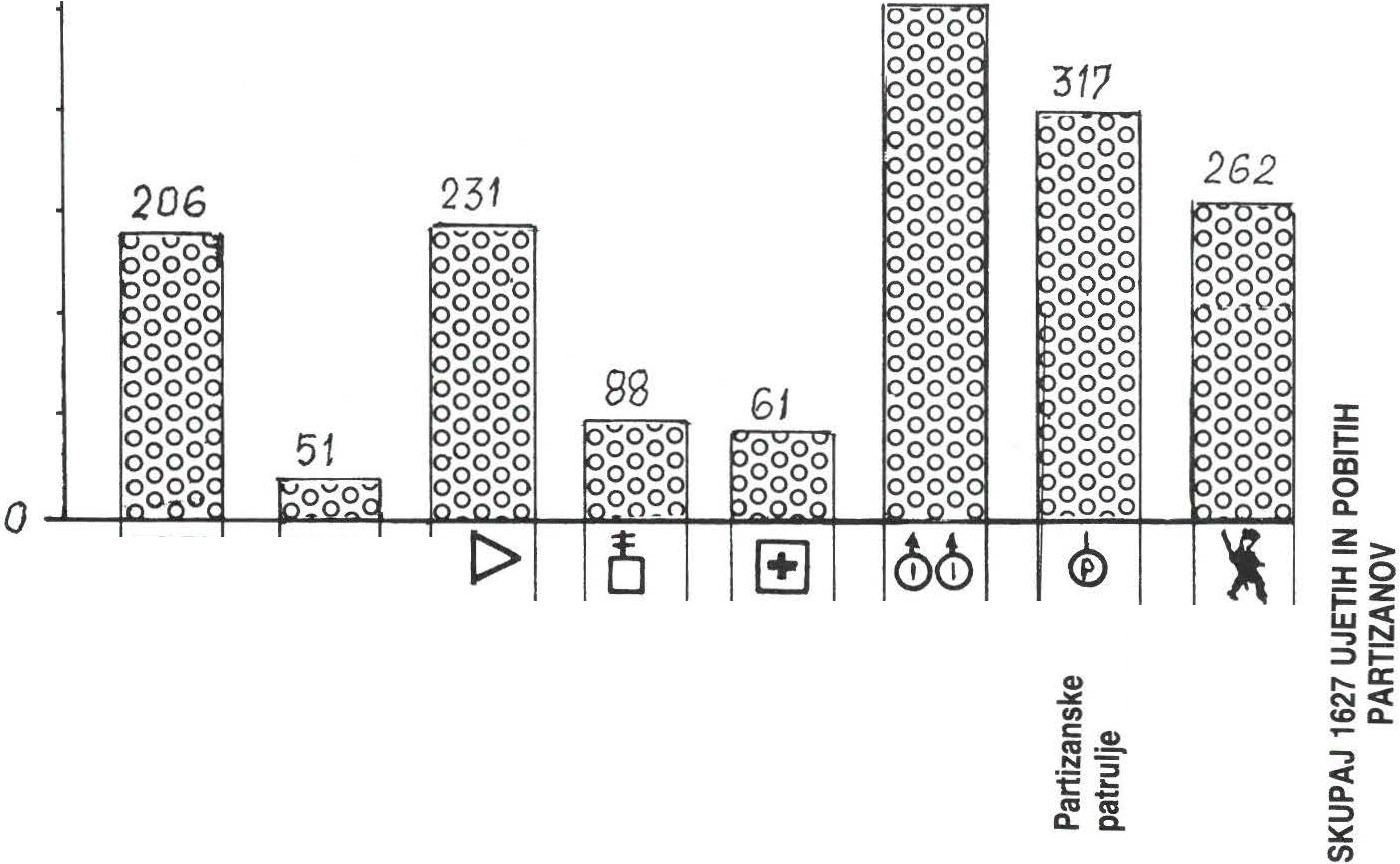 317
262
231
206
88
61
51
0
P
Partizanske
patrulje
SKUPAJ 1627 UJETIH IN POBITIH
PARTIZANOV